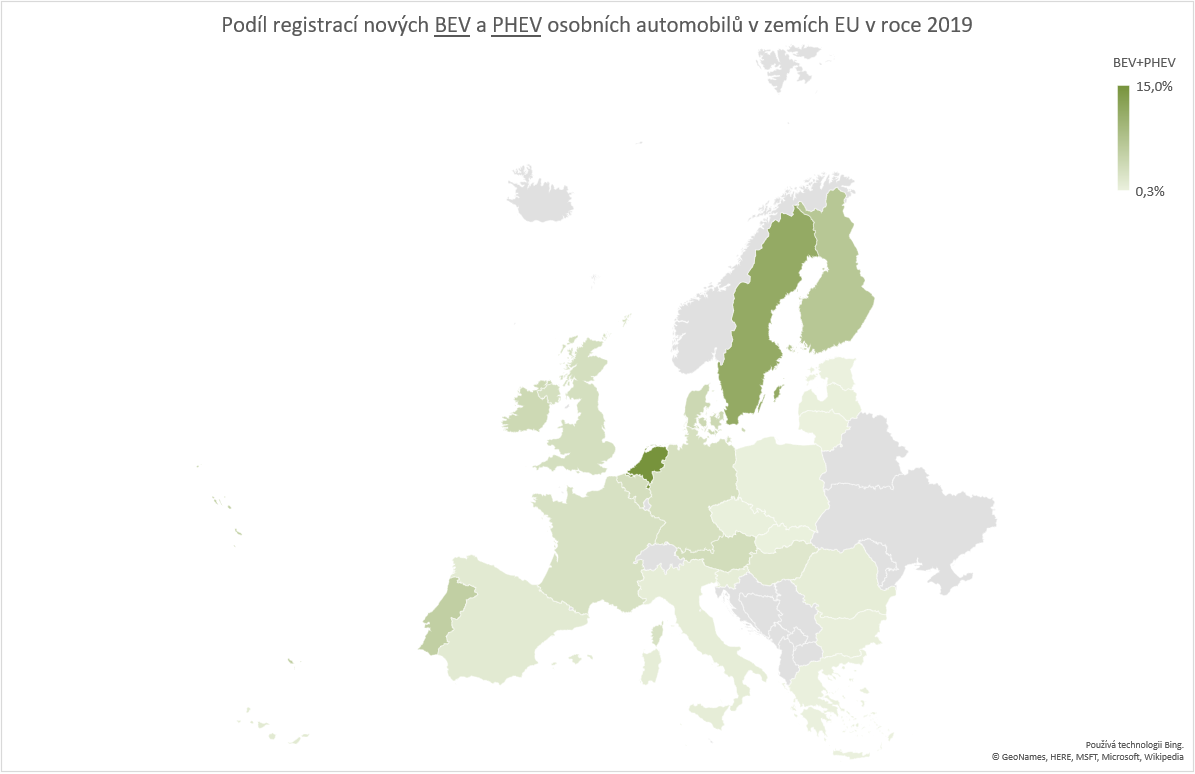 Podíl registrací nových BEV a PHEV osobních automobilů v zemích EU v roce 2019
BEV+PHEV
15,0%
0,3%
Používá technologii Bing.
© GeoNames, HERE, MSFT, Microsoft, Wikipedia